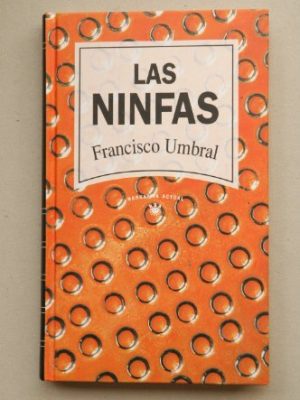 LAS
NINFAS
Francisco Umbral
NARRATIVA ACTUAL